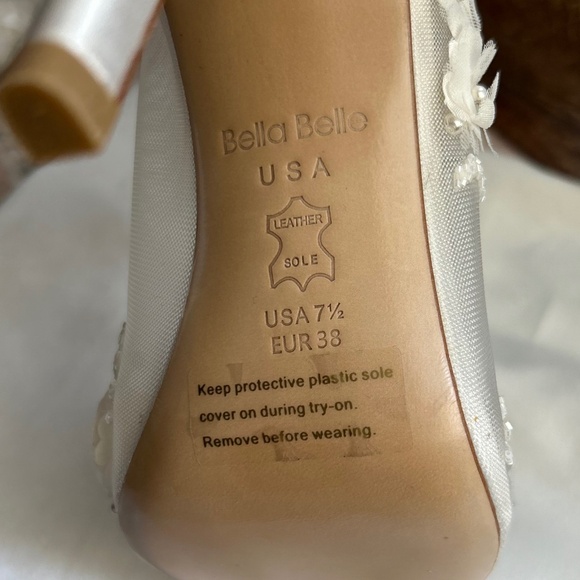 Bella Belle
USA
LEATHER
SOLE
USA 7½
EUR 38
Keep protective plastic sole
cover on during try-on.
Remove before wearing.